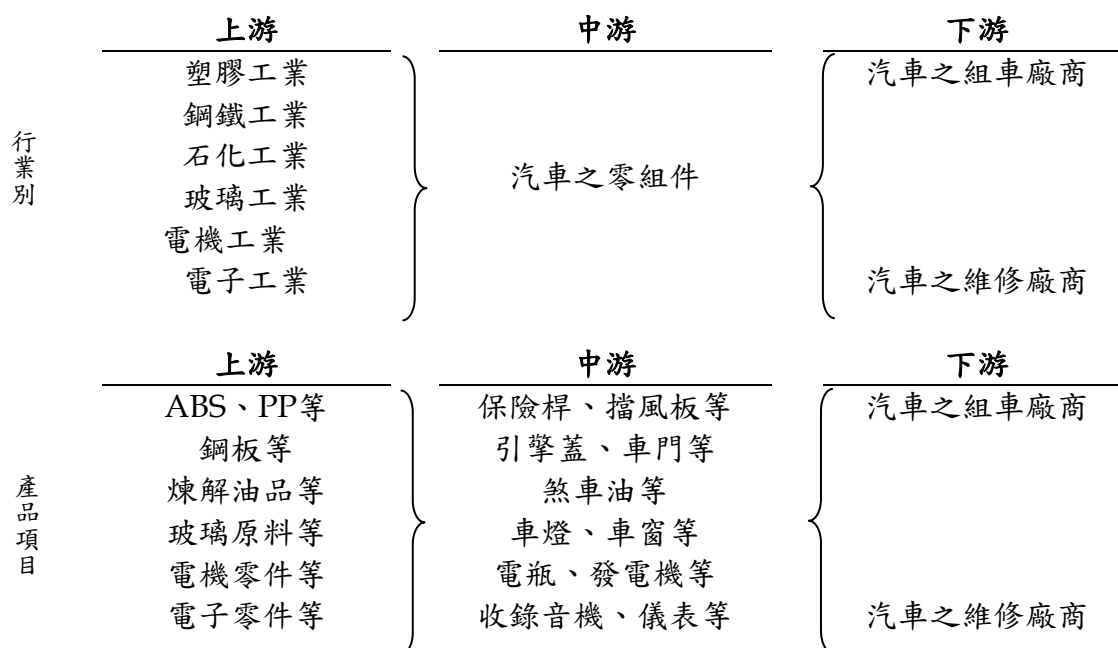 上游 中游 下游
塑膠工業 汽車之組車廠商
鋼鐵工業
行業別
石化工業
汽車之零組件
玻璃工業
電機工業
電子工業 汽車之維修廠商
上游 中游 下游
ABS、PP等 保險桿、擋風板等 汽車之組車廠商
鋼板等 引擎蓋、車門等
產品項目
煉解油品等 煞車油等
玻璃原料等 車燈、車窗等
電機零件等 電瓶、發電機等
電子零件等 收錄音機、儀表等 汽車之維修廠商